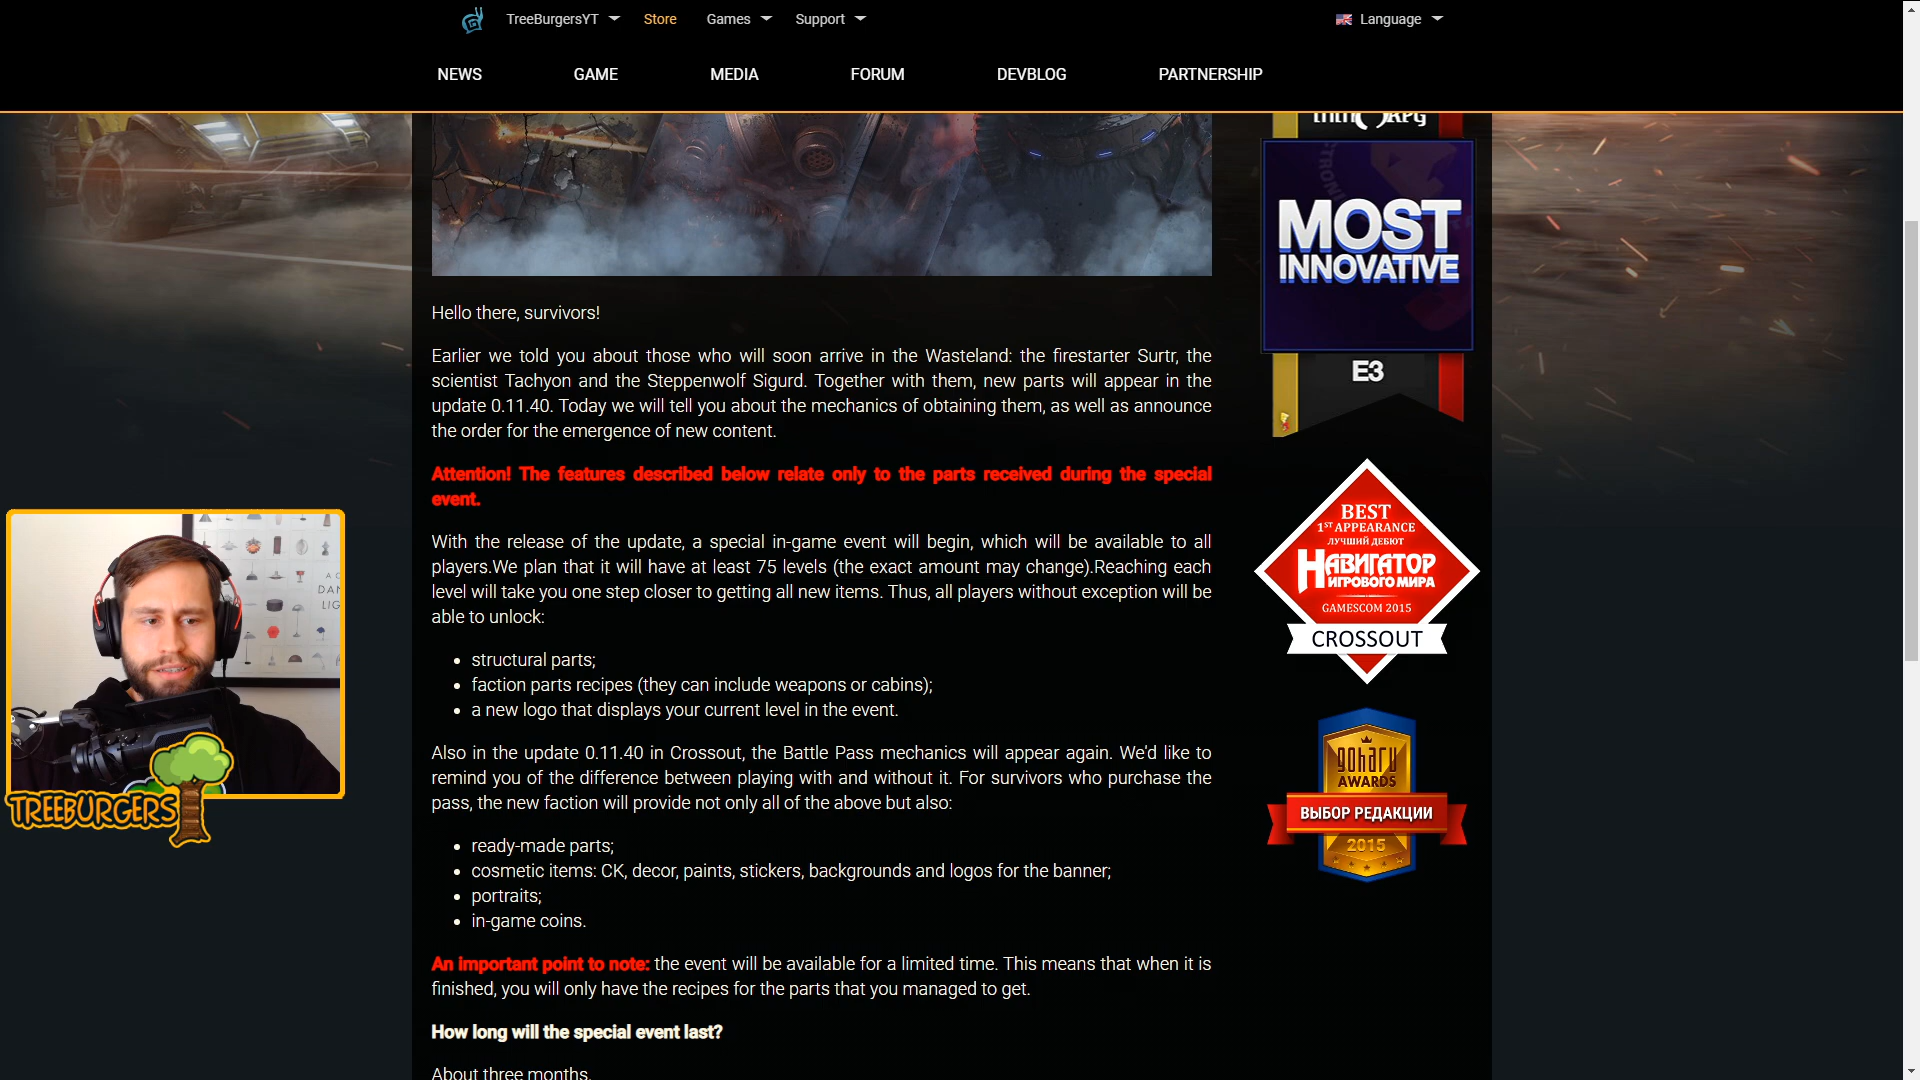 TreeBurgersYT
Store
Games
Support
Language
NEWS
GAME
MEDIA
FORUM
DEVBLOG
PARTNERSHIP
MOST
INNOVATIVE
E3
Hello there, survivors!
Earlier we told you about those who will soon arrive in the Wasteland: the firestarter Surtr, the
scientist Tachyon and the Steppenwolf Sigurd. Together with them, new parts will appear in the
update 0.11.40. Today we will tell you about the mechanics of obtaining them, as well as announce
the order for the emergence of new content.
Attention! The features described below relate only to the parts received during the special
event.
With the release of the update, a special in-game event will begin, which will be available to all
players.We plan that it will have at least 75 levels (the exact amount may change).Reaching each
level will take you one step closer to getting all new items. Thus, all players without exception will be
able to unlock:
structural parts;
faction parts recipes (they can include weapons or cabins);
a new logo that displays your current level in the event.
Also in the update 0.11.40 in Crossout, the Battle Pass mechanics will appear again. We'd like to
remind you of the difference between playing with and without it. For survivors who purchase the
pass, the new faction will provide not only all of the above but also:
ready-made parts;
cosmetic items: CK, decor, paints, stickers, backgrounds and logos for the banner;
portraits;
in-game coins.
An important point to note: the event will be available for a limited time. This means that when it is
finished, you will only have the recipes for the parts that you managed to get.
How long will the special event last?
About three months.
BEST
1ST APPEARANCE
ЛУЧШИЙ ДЕБЮТ
НАВИГАТОР
ИГРОВОГО МИРА
GAMESCOM 2015
CROSSOUT
goharu
AWARDS
ВЫБОР РЕДАКЦИИ
2015
TREEBURGERS